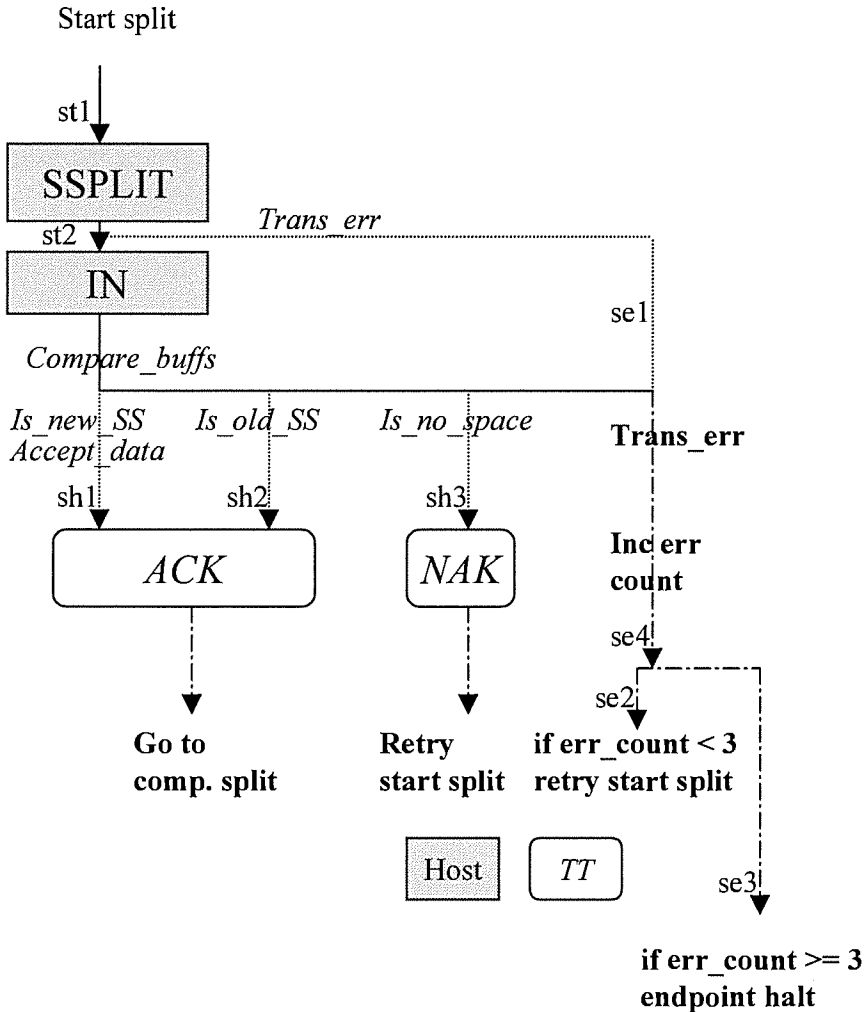 Start split
st1
SSPLIT
st2
Trans_err
IN
se1
Compare_buffs
Is_new_SS
Accept_data
Is_old_SS
Is_no_space
Trans_err
sh1
sh2
sh3
ACK
NAK
Inc err
count
se4
se2
Go to
comp. split
Retry
start split
if err_count < 3
retry start split
Host
TT
se3
if err_count >= 3
endpoint halt